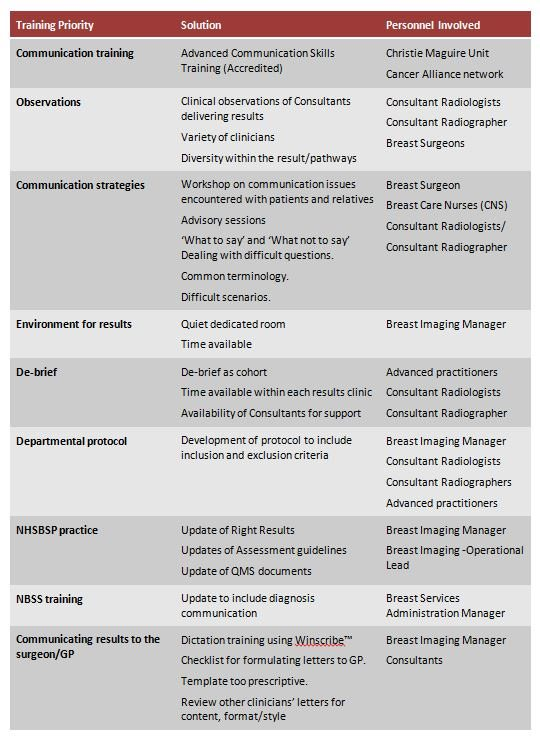 Training Priority Solution Personnel Involved
Communication training Advanced Communication Skills Christie Maguire Unit
Training (Accredited) Cancer Alliance network
Observations Clinical observations of Consultants Consultant Radiologists
delivering results Consultant Radiographer
Variety of clinicians Breast Surgeons
Diversity within the result/pathways
Communication strategies Workshop on communication issues Breast Surgeon
encountered with patients and relatives Breast Care Nurses (CNS)
Advisory sessions Consultant Radiologists/
‘What to say’ and ‘What not to say’ Consultant Radiographer
Dealing with difficult questions.
Common terminology.
Difficult scenarios.
Environment for results Quiet dedicated room Breast Imaging Manager
Time available
De-brief De-brief as cohort Advanced practitioners
Time available within each results clinic Consultant Radiologists
Availability of Consultants for support Consultant Radiographer
Departmental protocol Development of protocol to include Breast Imaging Manager
inclusion and exclusion criteria Consultant Radiologists
Consultant Radiographers
Advanced practitioners
NHSBSP practice Update of Right Results Breast Imaging Manager
Updates of Assessment guidelines Breast Imaging -Operational
Update of QMS documents Lead
NBSS training Update to include diagnosis Breast Services
communication Administration Manager
Communicating results to the Dictation training using Winscribe™ Breast Imaging Manager
surgeon/GP Checklist for formulating letters to GP. Consultants
Template too prescriptive.
Review other clinicians’ letters for
content, format/style